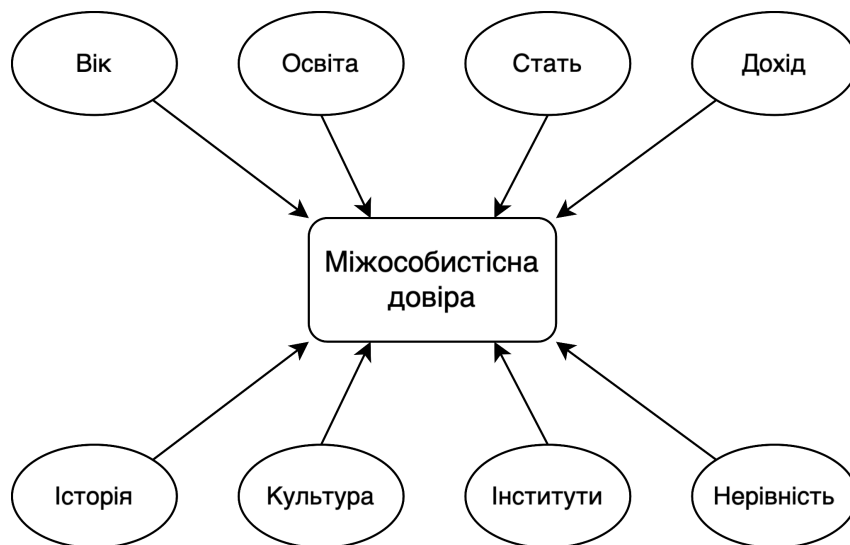 Вік
Освіта
Стать
Дохід
Міжособистісна
довіра
Історія
Культура
Інститути
Нерівність